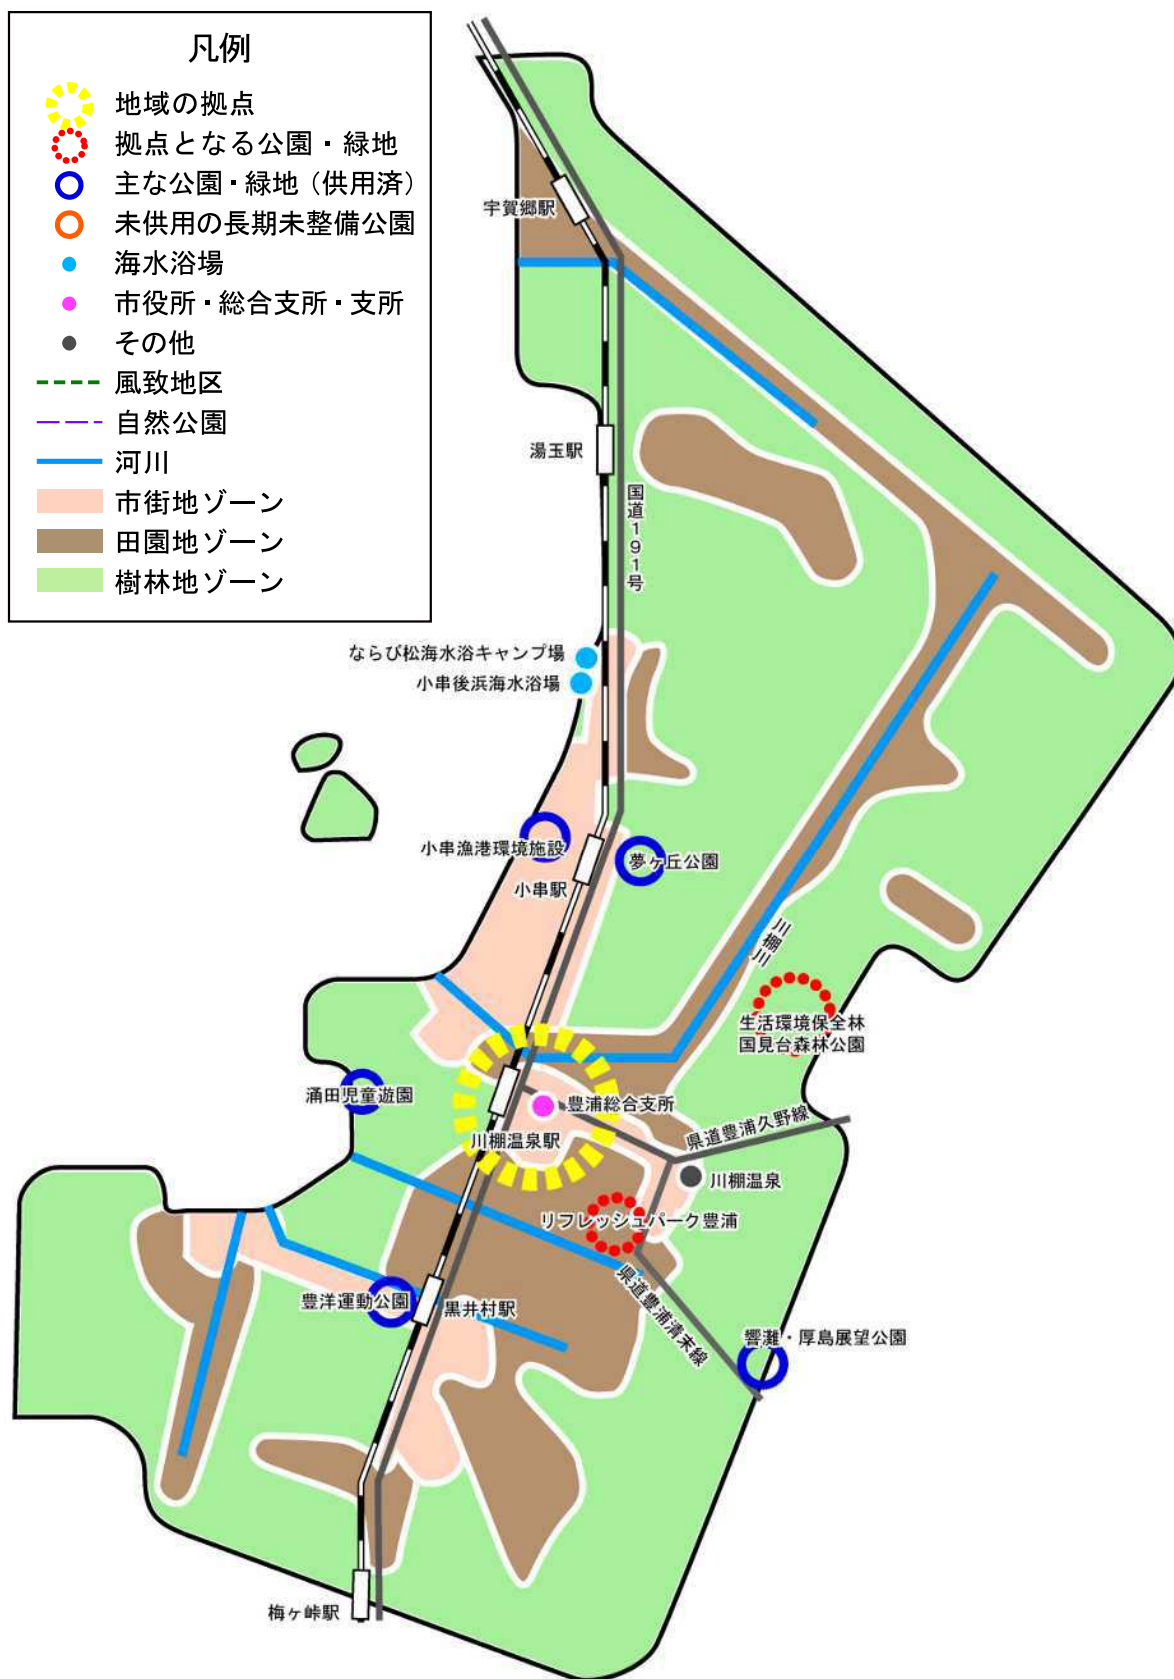 凡例
地域の拠点
拠点となる公園・緑地
主な公園・緑地（供用済）
未供用の長期未整備公園
海水浴場
市役所・総合支所・支所
その他
風致地区
自然公園
河川
市街地ゾーン
田園地ゾーン
樹林地ゾーン
宇賀郷駅
湯玉駅
国道191号
ならび松海水浴キャンプ場
小串後浜海水浴場
小串漁港環境施設
夢ヶ丘公園
小串駅
川棚川
生活環境保全林
国見台森林公園
涌田児童遊園
豊浦総合支所
川棚温泉駅
県道豊浦久野線
川棚温泉
リフレッシュパーク豊浦
県道豊浦清末線
豊洋運動公園
黒井村駅
響灘・厚島展望公園
梅ヶ峠駅